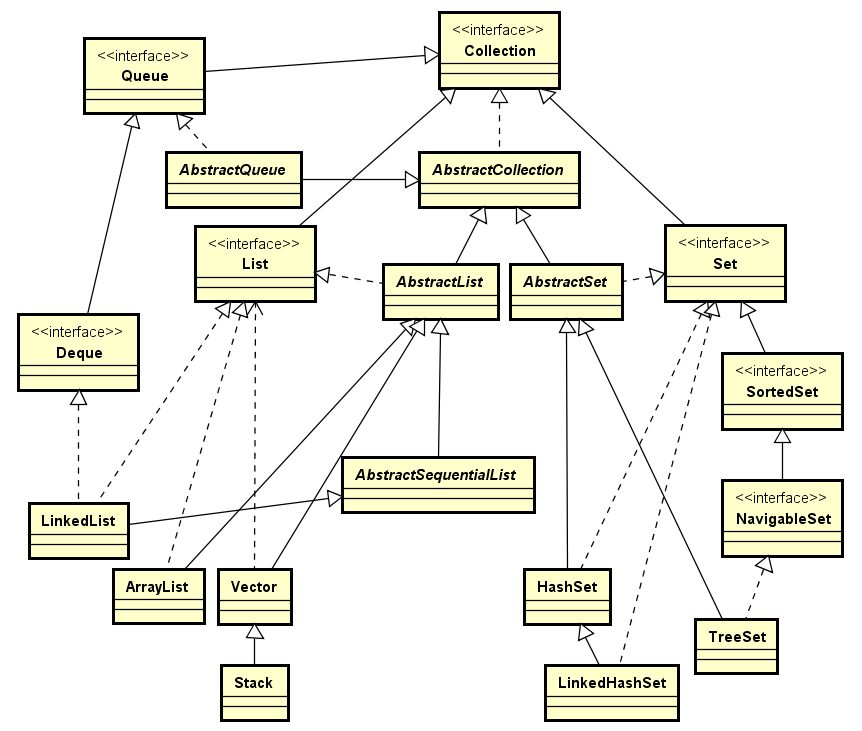 <<interface>>
Collection
<<interface>>
Queue
AbstractQueue
AbstractCollection
<<interface>>
List
<<interface>>
Set
AbstractList
AbstractSet
<<interface>>
Deque
<<interface>>
SortedSet
AbstractSequentialList
<<interface>>
NavigableSet
LinkedList
ArrayList
Vector
HashSet
TreeSet
Stack
LinkedHashSet